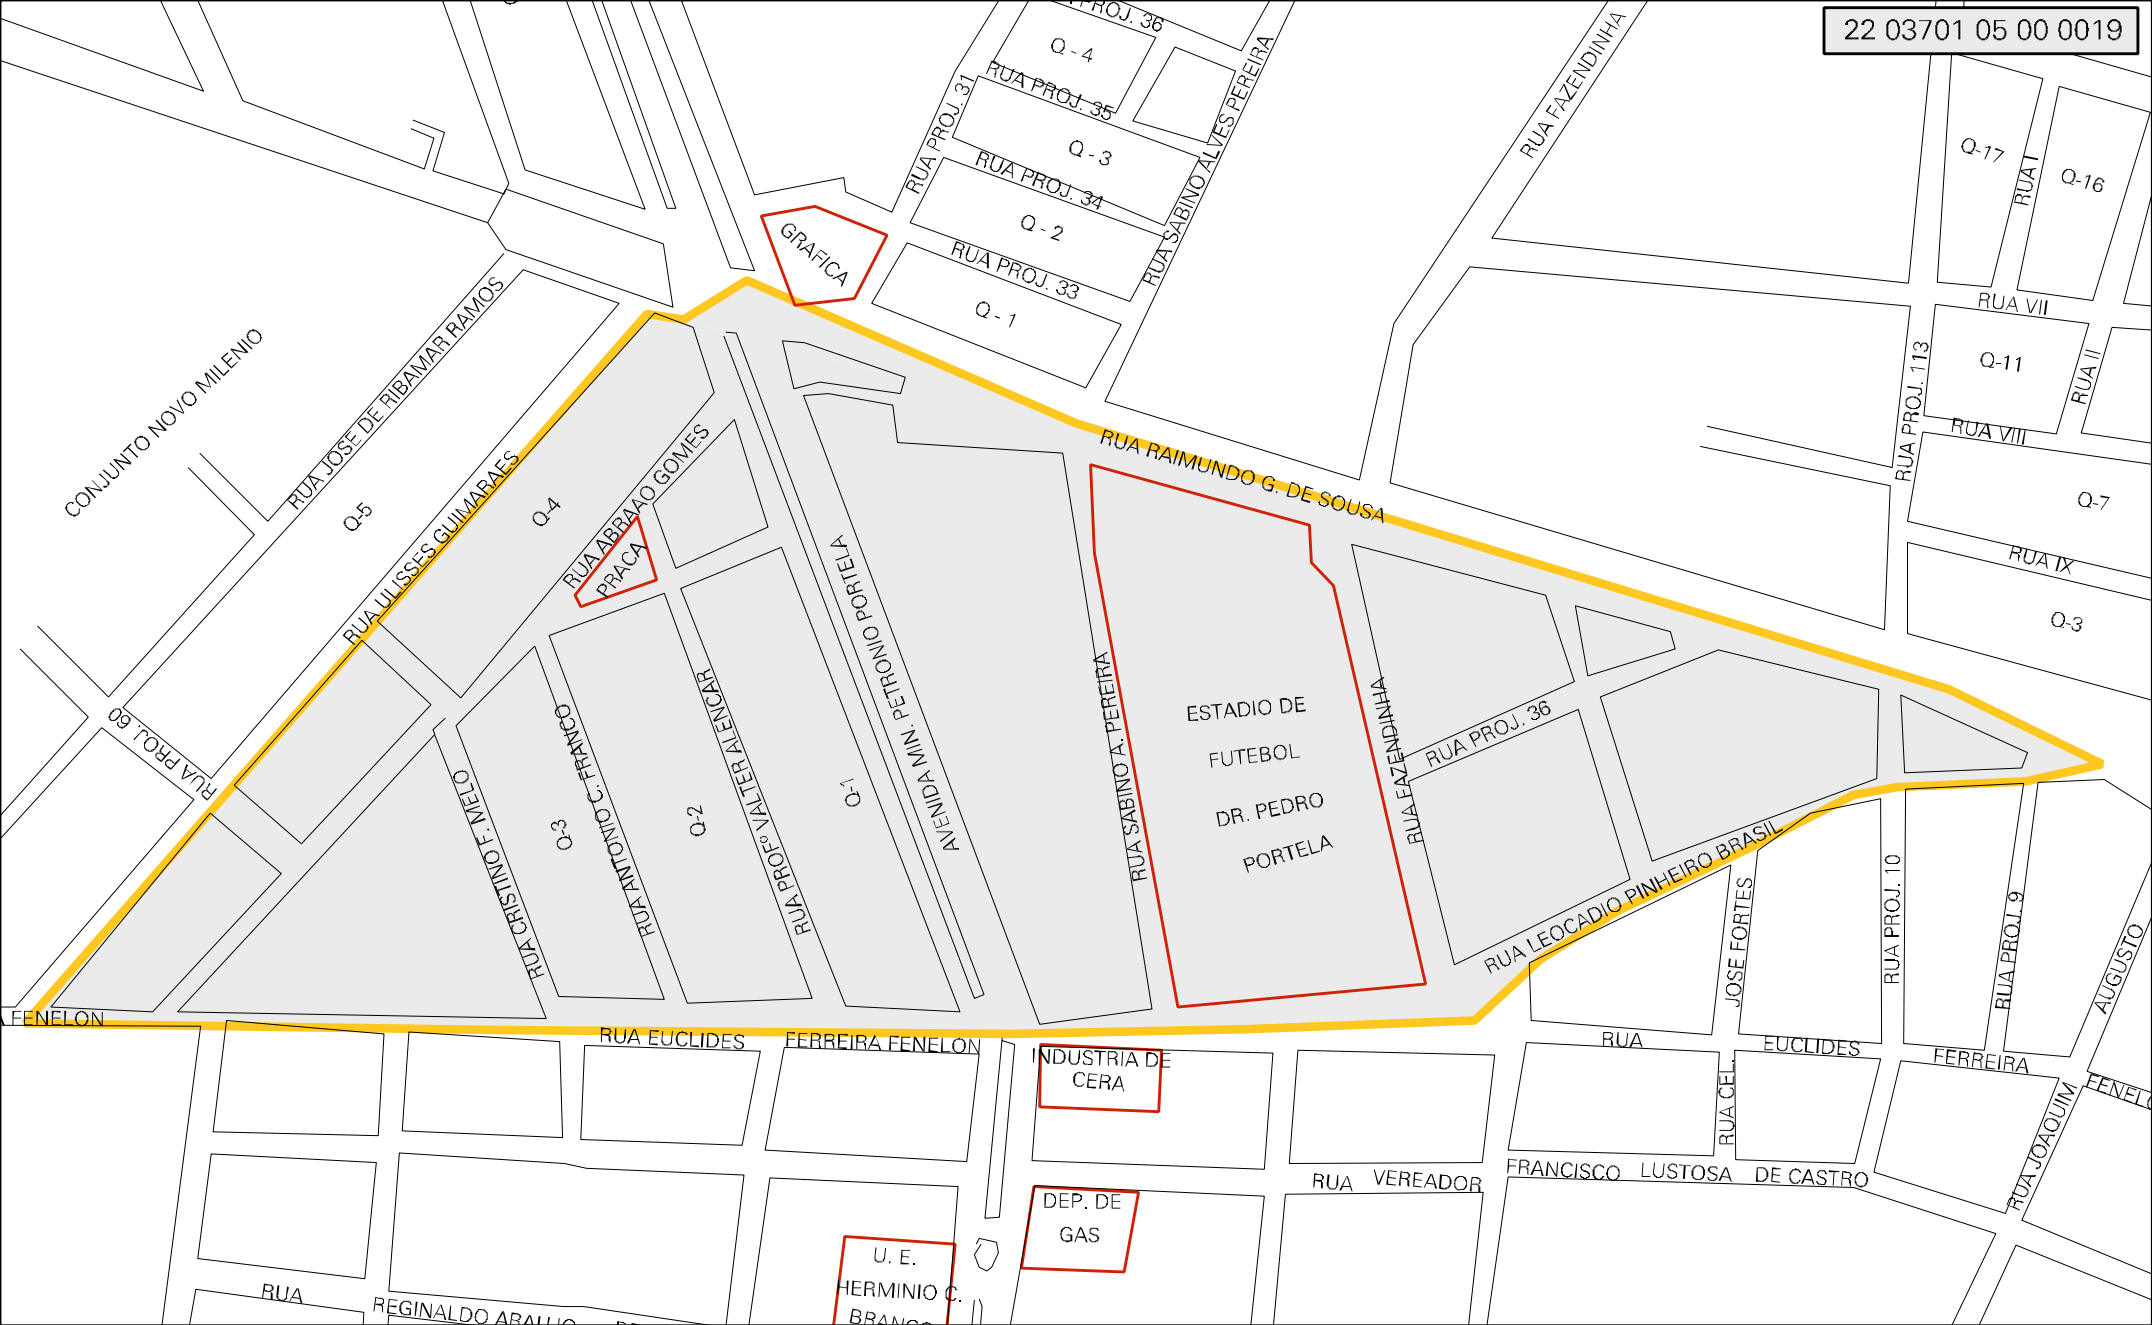 22 03701 05 00 0019
PROJ. 36
Q - 4
RUA PROJ. 35
RUA PROJ. 31
Q - 3
RUA PROJ. 34
Q - 2
RUA PROJ. 33
Q - 1
RUA SABINO ALVES PEREIRA
RUA FAZENDINHA
Q-17
RUA I
Q-16
RUA VII
Q-11
RUA II
RUA PROJ. 113
RUA VIII
Q-7
RUA IX
Q-3
GRAFICA
CONJUNTO NOVO MILENIO
RUA JOSE DE RIBAMAR RAMOS
Q-5
RUA ULISSES GUIMARAES
Q-4
RUA ABRAAO GOMES
PRACA
RUA RAIMUNDO G. DE SOUSA
AVENIDA MIN. PETRONIO PORTELA
RUA PROJ. 60
RUA CRISTINO F. MELO
Q-3
RUA ANTONIO C. FRANCO
Q-2
RUA PROFº VALTER ALENCAR
Q-1
RUA SABINO A. PEREIRA
ESTADIO DE
FUTEBOL
DR. PEDRO
PORTELA
RUA FAZENDINHA
RUA PROJ. 36
RUA LEOCADIO PINHEIRO BRASIL
JOSE FORTES
RUA CEL.
RUA PROJ. 10
RUA PROJ. 9
AUGUSTO
RUA JOAQUIM
FENELON
RUA EUCLIDES FERREIRA FENELON
RUA EUCLIDES FERREIRA
INDUSTRIA DE
CERA
RUA VEREADOR FRANCISCO LUSTOSA DE CASTRO
DEP. DE
GAS
U. E.
HERMINIO C.
BRANCO
RUA
REGINALDO ARAUJO